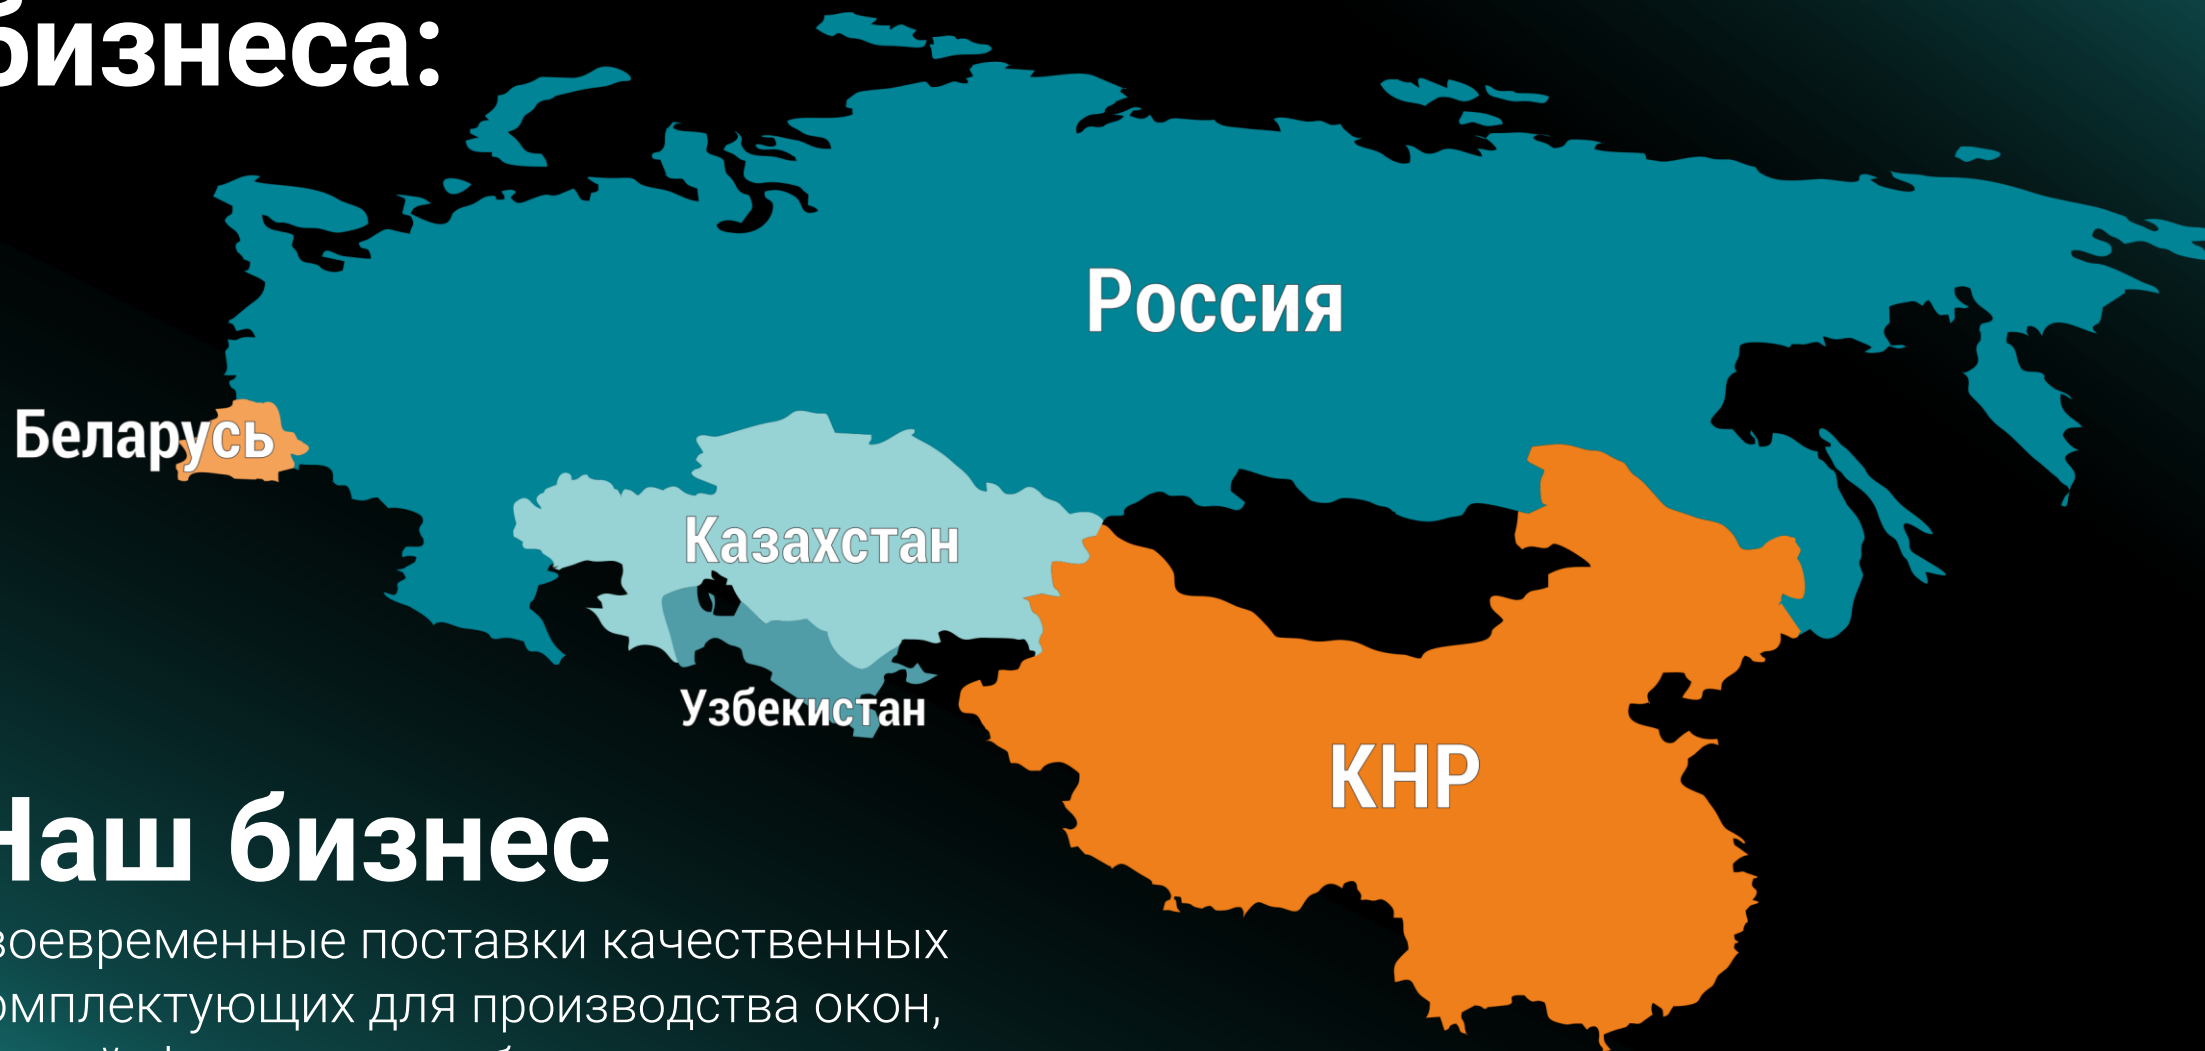 бизнеса:
Россия
Беларусь
Казахстан
Узбекистан
КНР
Наш бизнес
воевременные поставки качественных
омплектующих для производства окон,